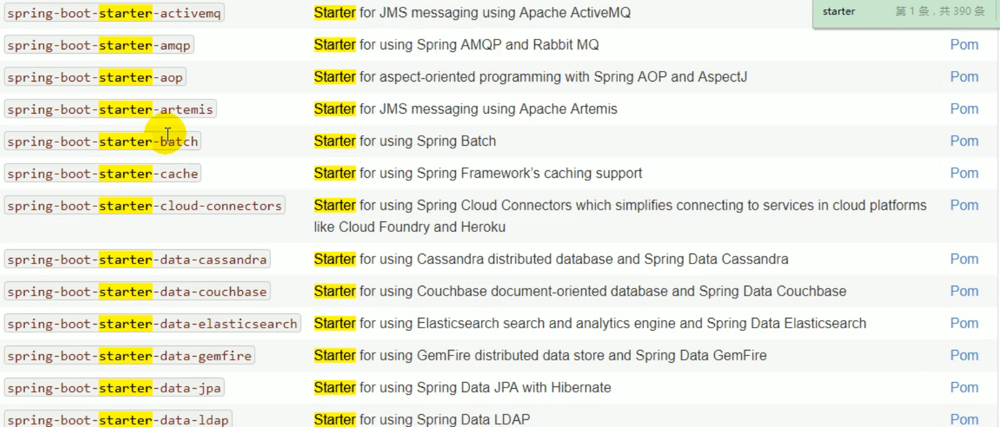 spring-boot-starter-activemq Starter for JMS messaging using Apache ActiveMQ
starter 第 1 条，共 390 条
spring-boot-starter-amqp Starter for using Spring AMQP and Rabbit MQ Pom
spring-boot-starter-aop Starter for aspect-oriented programming with Spring AOP and AspectJ Pom
spring-boot-starter-artemis Starter for JMS messaging using Apache Artemis Pom
spring-boot-starter-batch Starter for using Spring Batch Pom
spring-boot-starter-cache Starter for using Spring Framework’s caching support Pom
spring-boot-starter-cloud-connectors Starter for using Spring Cloud Connectors which simplifies connecting to services in cloud platforms Pom
like Cloud Foundry and Heroku
spring-boot-starter-data-cassandra Starter for using Cassandra distributed database and Spring Data Cassandra Pom
spring-boot-starter-data-couchbase Starter for using Couchbase document-oriented database and Spring Data Couchbase Pom
spring-boot-starter-data-elasticsearch Starter for using Elasticsearch search and analytics engine and Spring Data Elasticsearch Pom
spring-boot-starter-data-gemfire Starter for using GemFire distributed data store and Spring Data GemFire Pom
spring-boot-starter-data-jpa Starter for using Spring Data JPA with Hibernate Pom
spring-boot-starter-data-ldap Starter for using Spring Data LDAP Pom